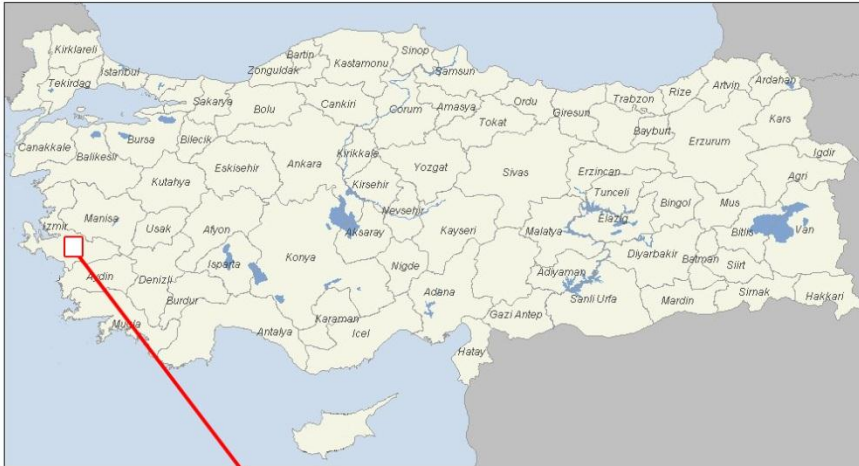 Kirklareli
Tekirdag
Istanbul
Sakarya
Zonguldak
Bartin
Kastamonu
Sinop
Samsun
Bolu
Cankiri
Corum
Amasya
Ordu
Tokat
Giresun
Trabzon
Rize
Artvin
Ardahan
Kars
Bayburt
Erzurum
Igdir
Agri
Canakkale
Balikesir
Bursa
Bilecik
Eskisehir
Ankara
Kirikkale
Yozgat
Sivas
Erzincan
Tunceli
Kutahya
Kirsehir
Bingol
Mus
Manisa
Izmir
Usak
Afyon
Nevsehir
Aksaray
Kayseri
Malatya
Elazig
Bitlis
Van
Konya
Isparta
Aydin
Denizli
Burdur
Nigde
Adana
Adiyaman
Diyarbakir
Batman
Siirt
Sanli Urfa
Mardin
Sirnak
Hakkari
Mugla
Antalya
Karaman
Icel
Gazi Antep
Hatay